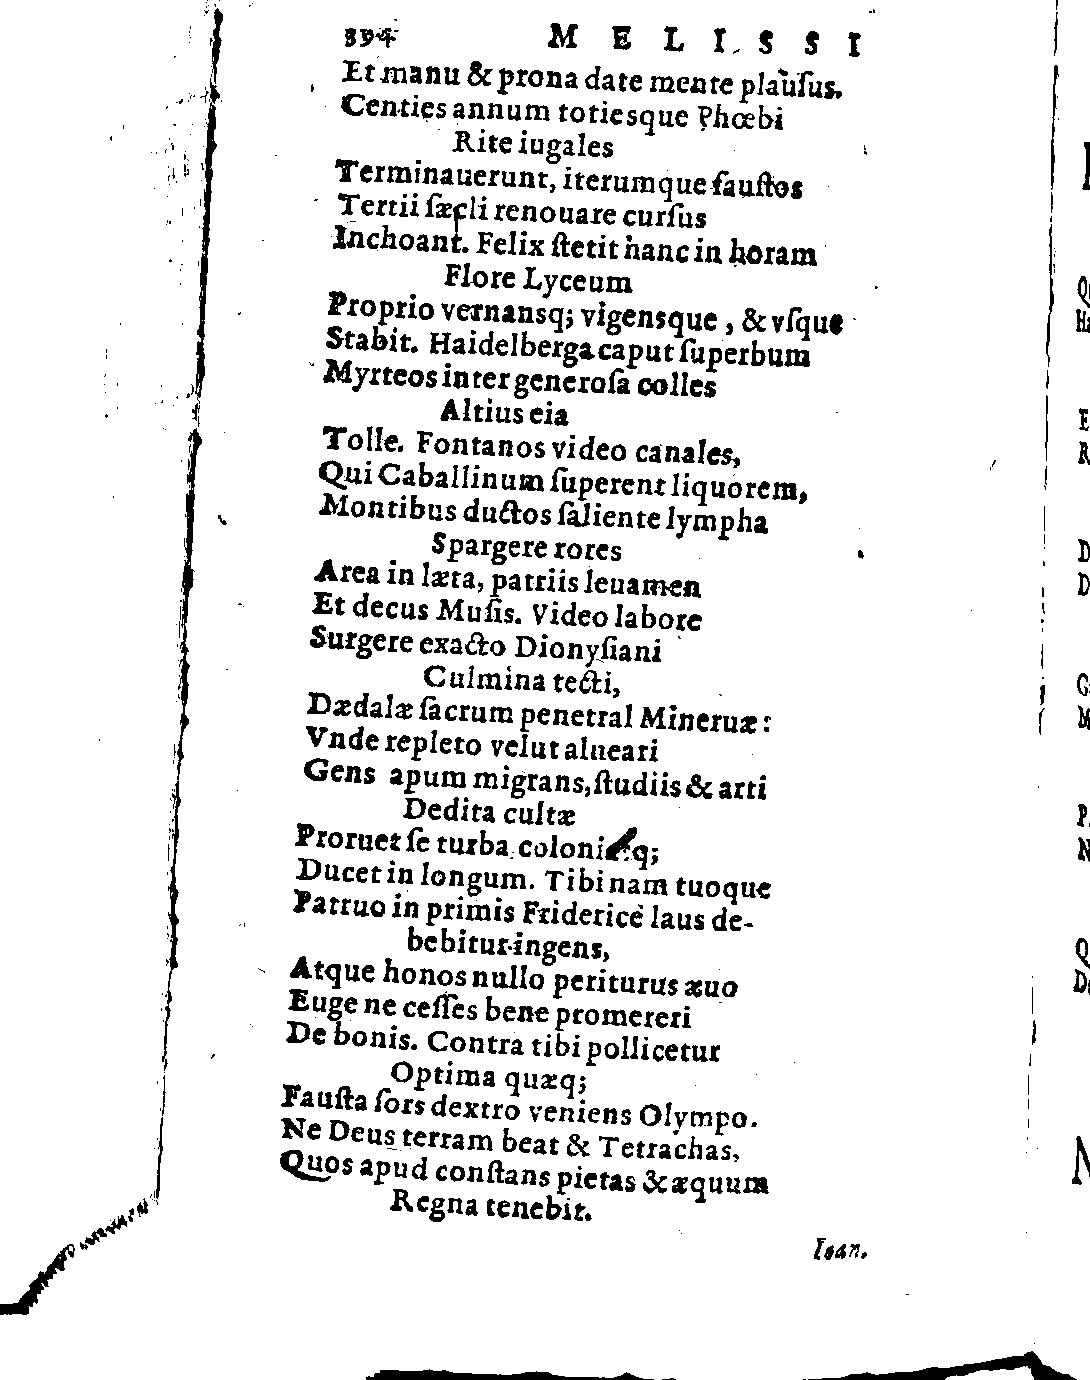 394 MELISSI
Et manu & prona date mente plauſus.
Centies annum totiesque Phœbi
Rite iugales
Terminauerunt, iterumque fauſtos
Tertii ſæcli renouare curſus
Inchoant. Felix ſtetit hanc in horam
Flore Lyceum
Proprio vernansq; vigensque, & vſque
Stabit. Haidelberga caput ſuperbum
Myrteos inter generoſa colles
Altius eia
Tolle. Fontanos video canales,
Qui Caballinum ſuperent liquorem,
Montibus ductos ſaliente lympha
Spargere rores
Area in læta, patriis leuamen
Et decus Muſis. Video labore
Surgere exacto Dionyſiani
Culmina tecti,
Dædalæ ſacrum penetral Mineruæ:
Vnde repleto velut alueari
Gens apum migrans, ſtudiis & arti
Dedita cultæ
Proruet ſe turba q;
Ducet in longum. Tibi nam tuoque
Patruo in primis Friderice laus de-
bebitur ingens,
Atque honos nullo periturus æuo
Euge ne ceſſes bene promereri
De bonis. Contra tibi pollicetur
Optima quæq;
Fauſta ſors dextro veniens Olympo.
Ne Deus terram beat & Tetrachas,
Quos apud conſtans pietas & æquum
Regna tenebit.
Ioan.